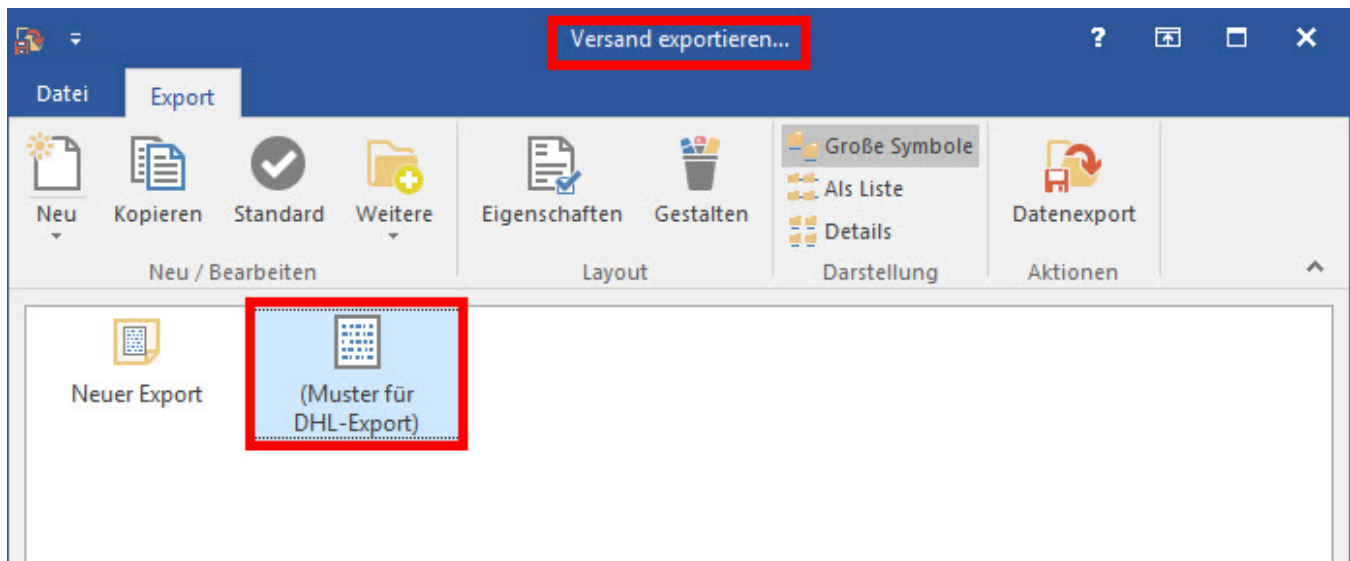 Versand exportieren...
?
Datei Export
Neu Kopieren Standard Weitere Eigenschaften Gestalten Große Symbole Als Liste Details Datenexport
Neu / Bearbeiten Layout Darstellung Aktionen
Neuer Export
(Muster für
DHL-Export)